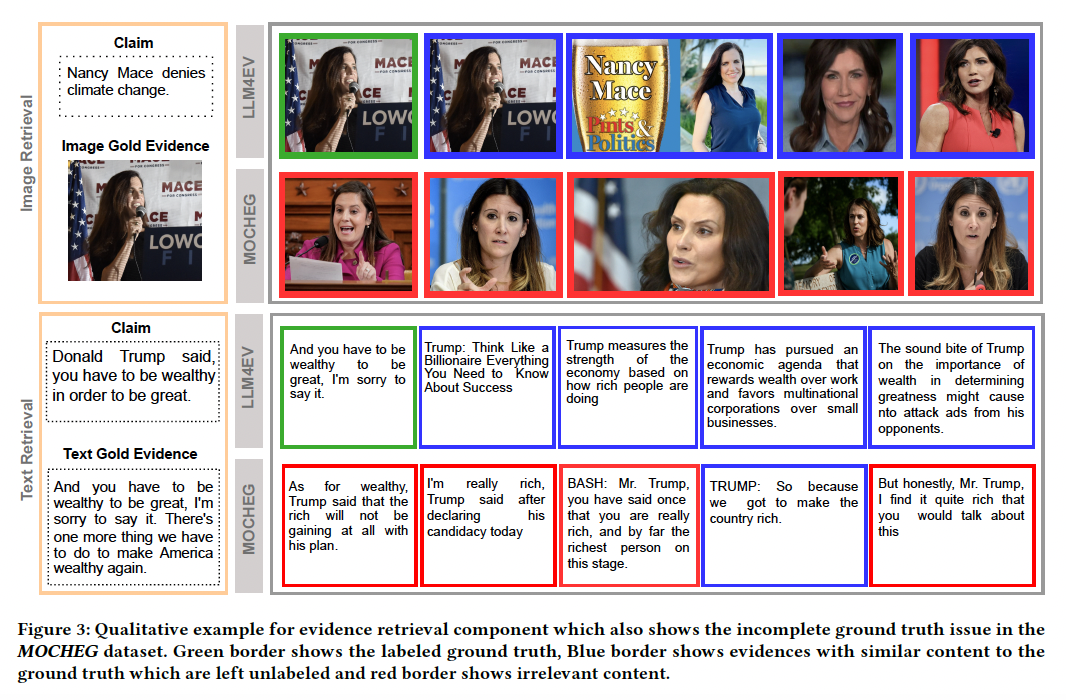 Claim
Nancy Mace denies
climate change.
Image Gold Evidence
MACE
LOWC
F I
Image Retrieval
LLM4EV
MACE
FOR CONGRESS
LOWC
F I
MACE
FOR CONGRESS
LOWC
F I
Nancy
Mace
Pints &
Politics
MOCHEG
Claim
Donald Trump said,
you have to be wealthy
in order to be great.
Text Gold Evidence
And you have to be
wealthy to be great, I'm
sorry to say it. There's
one more thing we have
to do to make America
wealthy again.
Text Retrieval
LLM4EV
And you have to be
wealthy to be
great, I'm sorry to
say it.
Trump: Think Like a
Billionaire Everything
You Need to Know
About Success
Trump measures the
strength of the
economy based on
how rich people are
doing
Trump has pursued an
economic agenda that
rewards wealth over work
and favors multinational
corporations over small
businesses.
The sound bite of Trump
on the importance of
wealth in determining
greatness might cause
nto attack ads from his
opponents.
MOCHEG
As for wealthy,
Trump said that the
rich will not be
gaining at all with
his plan.
I'm really rich,
Trump said after
declaring his
candidacy today
BASH: Mr. Trump,
you have said once
that you are really
rich, and by far the
richest person on
this stage.
TRUMP: So because
we got to make the
country rich.
But honestly, Mr. Trump,
I find it quite rich that
you would talk about
this
Figure 3: Qualitative example for evidence retrieval component which also shows the incomplete ground truth issue in the
MOCHEG dataset. Green border shows the labeled ground truth, Blue border shows evidences with similar content to the
ground truth which are left unlabeled and red border shows irrelevant content.